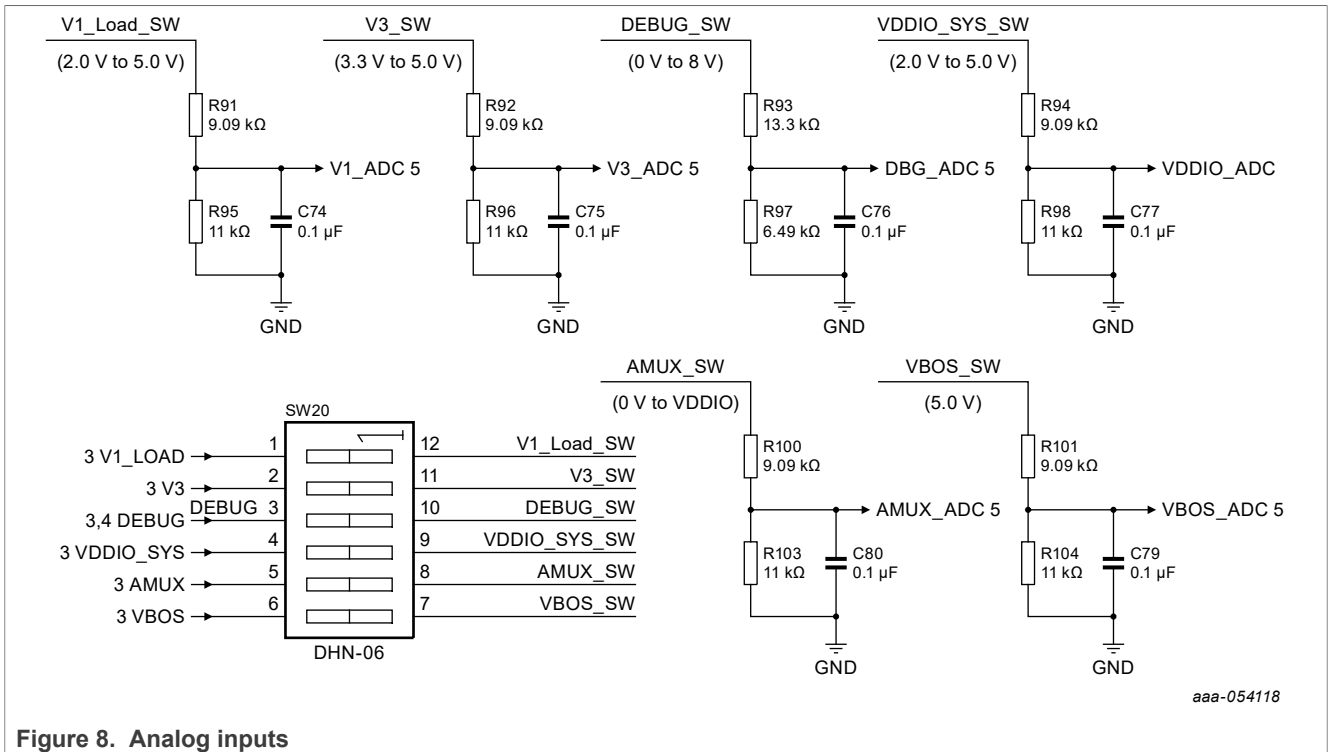 V1_Load_SW V3_SW DEBUG_SW VDDIO_SYS_SW
(2.0 V to 5.0 V) (3.3 V to 5.0 V) (0 V to 8 V) (2.0 V to 5.0 V)
R91 R92 R93 R94
9.09 kΩ 9.09 kΩ 13.3 kΩ 9.09 kΩ
V1_ADC 5 V3_ADC 5 DBG_ADC 5 VDDIO_ADC
R95 C74 R96 C75 R97 C76 R98 C77
11 kΩ 0.1 µF 11 kΩ 0.1 µF 6.49 kΩ 0.1 µF 11 kΩ 0.1 µF
GND GND GND GND
AMUX_SW VBOS_SW
(0 V to VDDIO) (5.0 V)
SW20
3 V1_LOAD 1 12 V1_Load_SW
3 V3 2 11 V3_SW
3,4 DEBUG DEBUG 3 10 DEBUG_SW
3 VDDIO_SYS 4 9 VDDIO_SYS_SW
3 AMUX 5 8 AMUX_SW
3 VBOS 6 7 VBOS_SW
DHN-06
R100 R101
9.09 kΩ 9.09 kΩ
AMUX_ADC 5 VBOS_ADC 5
R103 C80 R104 C79
11 kΩ 0.1 µF 11 kΩ 0.1 µF
GND GND
aaa-054118
Figure 8. Analog inputs